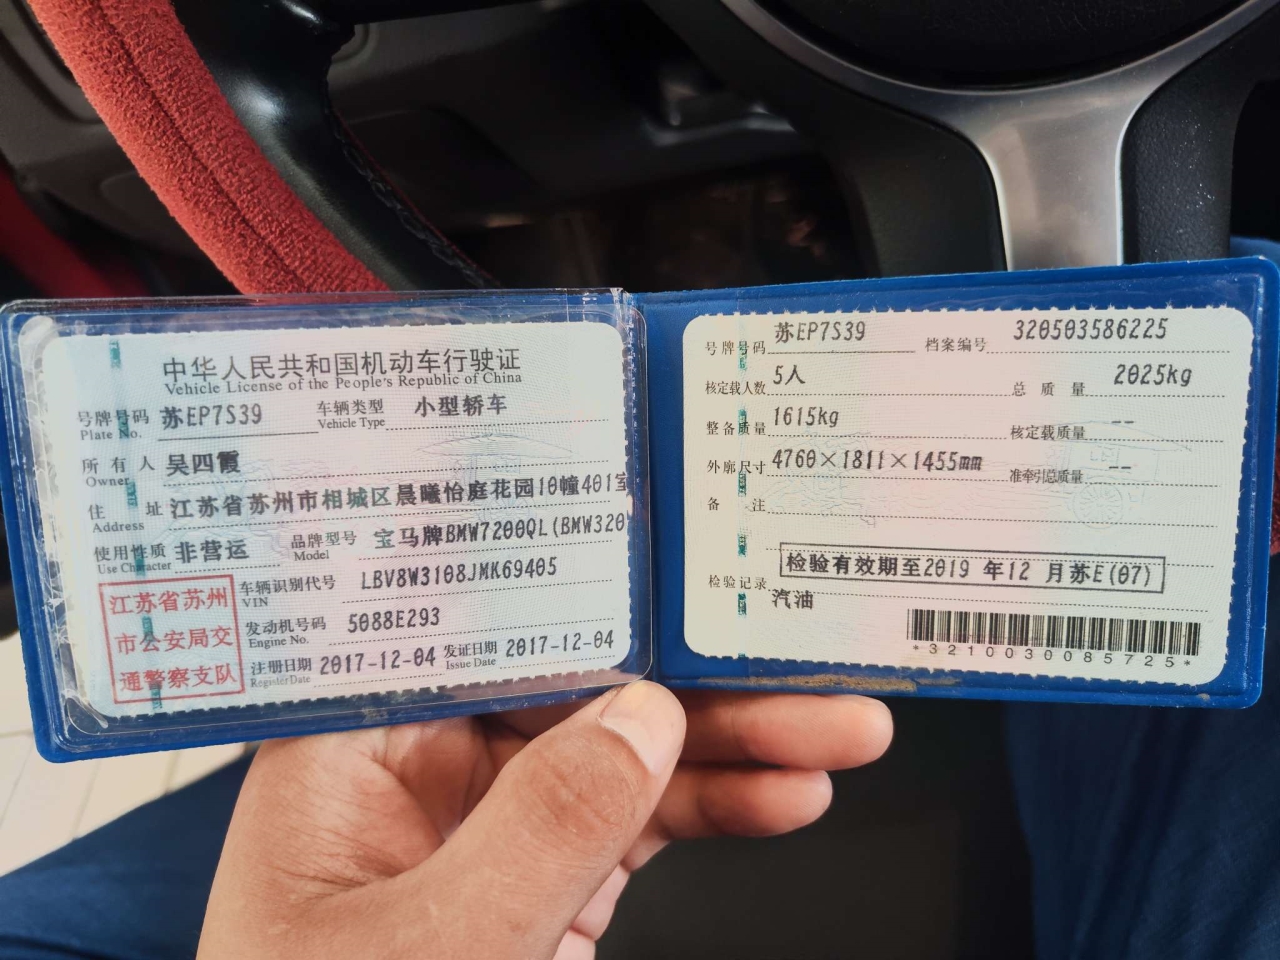 中华人民共和国机动车行驶证
Vehicle License of the People's Republic of China
号牌号码 苏EP7S39 车辆类型 小型轿车
Plate No. Vehicle Type
所有人 吴四霞
Owner
住址 江苏省苏州市相城区晨曦怡庭花园10幢401室
Address
使用性质 非营运 品牌型号 宝马牌BMW7200QL(BMW320
Use Character Model
江苏省苏州
市公安局交
通警察支队
车辆识别代号 LBV8W3108JMK69405
VIN
发动机号码 5088E293
Engine No.
注册日期 2017-12-04 发证日期 2017-12-04
Register Date Issue Date
号牌号码 苏EP7S39 档案编号 320503586225
核定载人数 5人 总质量 2025kg
整备质量 1615kg 核定载质量 --
外廓尺寸 4760×1811×1455mm 准牵引总质量 --
备注
检验有效期至2019 年12 月苏E(07)
检验记录
汽油
*3210030085725*